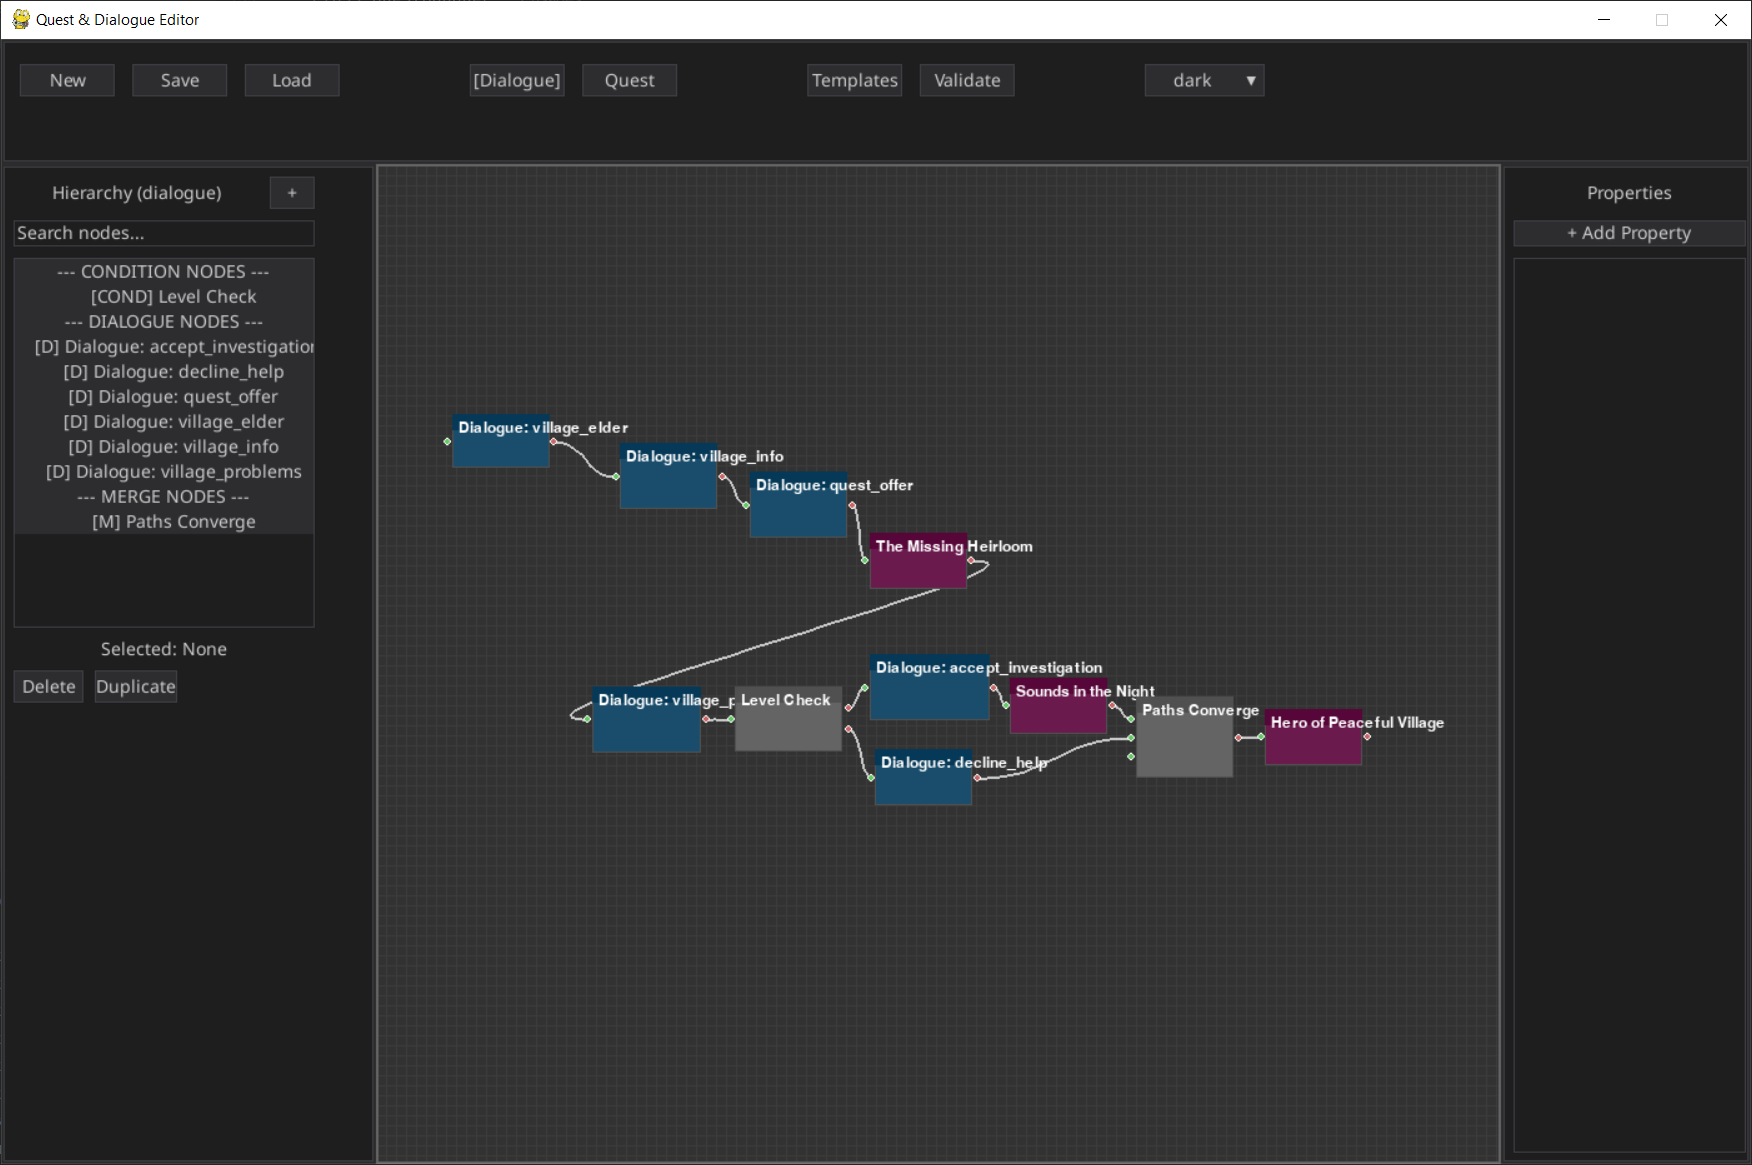 Quest & Dialogue Editor
New
Save
Load
[Dialogue]
Quest
Templates
Validate
dark
Hierarchy (dialogue)
+
Search nodes...
--- CONDITION NODES ---
[COND] Level Check
--- DIALOGUE NODES ---
[D] Dialogue: accept_investigation
[D] Dialogue: decline_help
[D] Dialogue: quest_offer
[D] Dialogue: village_elder
[D] Dialogue: village_info
[D] Dialogue: village_problems
--- MERGE NODES ---
[M] Paths Converge
Selected: None
Delete
Duplicate
Dialogue: village_elder
Dialogue: village_info
Dialogue: quest_offer
The Missing Heirloom
Dialogue: village_p
Level Check
Dialogue: accept_investigation
Sounds in the Night
Paths Converge
Hero of Peaceful Village
Dialogue: decline_help
Properties
+ Add Property